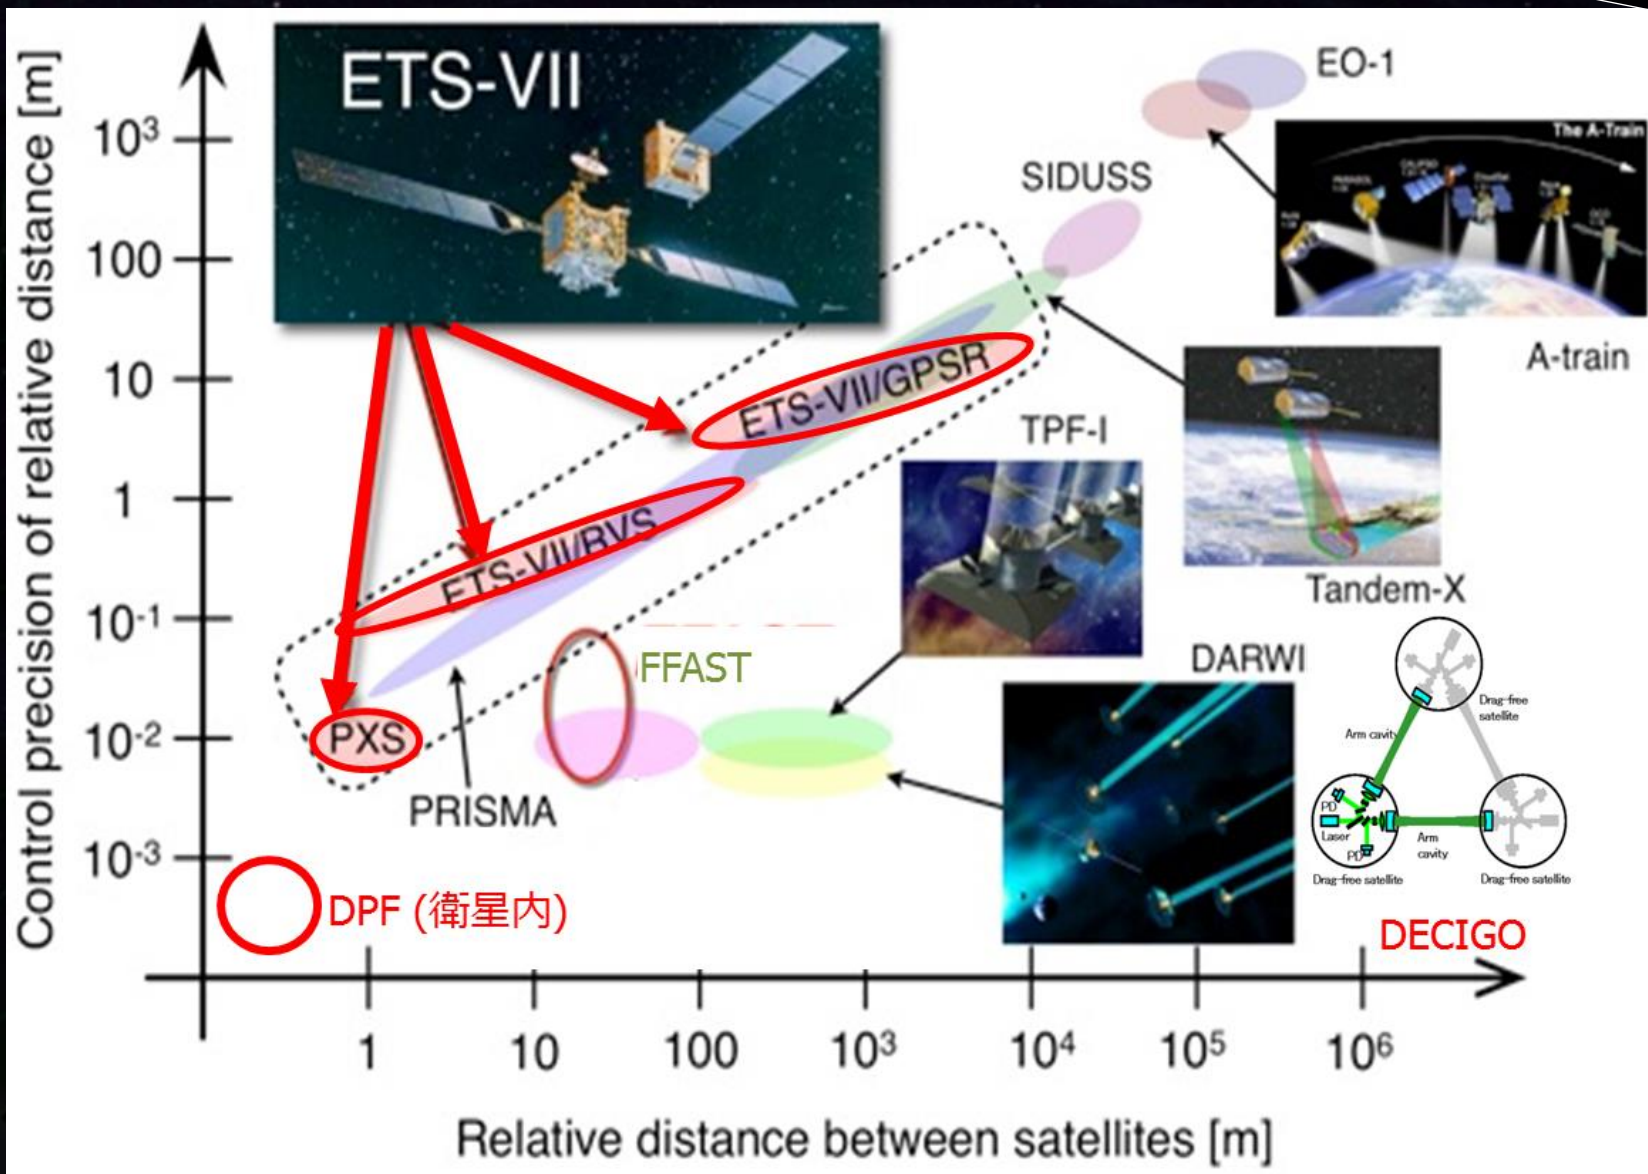 ETS-VII
EO-1
The A-Train
SIDUSS
A-train
ETS-VII/GPSR
TPF-I
Tandem-X
ETS-VII/RVS
FFAST
DARWI
PXS
PRISMA
DPF (衛星内)
Drag-free
satellite
Arm cavity
PD
Laser
PD
Arm
cavity
Drag-free satellite
Drag-free satellite
DECIGO
Control precision of relative distance [m]
10³
100
10
1
10⁻¹
10⁻²
10⁻³
1
10
100
10³
10⁴
10⁵
10⁶
Relative distance between satellites [m]